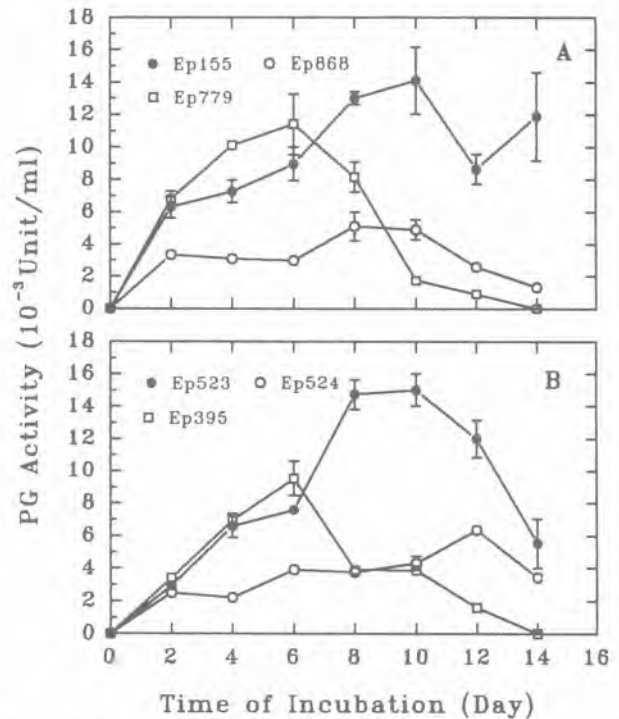 18
16
14
12
10
8
6
4
2
0
A
Ep155
Ep868
Ep779
PG Activity (10⁻³Unit/ml)
18
16
14
12
10
8
6
4
2
0
B
Ep523
Ep524
Ep395
0 2 4 6 8 10 12 14 16
Time of Incubation (Day)